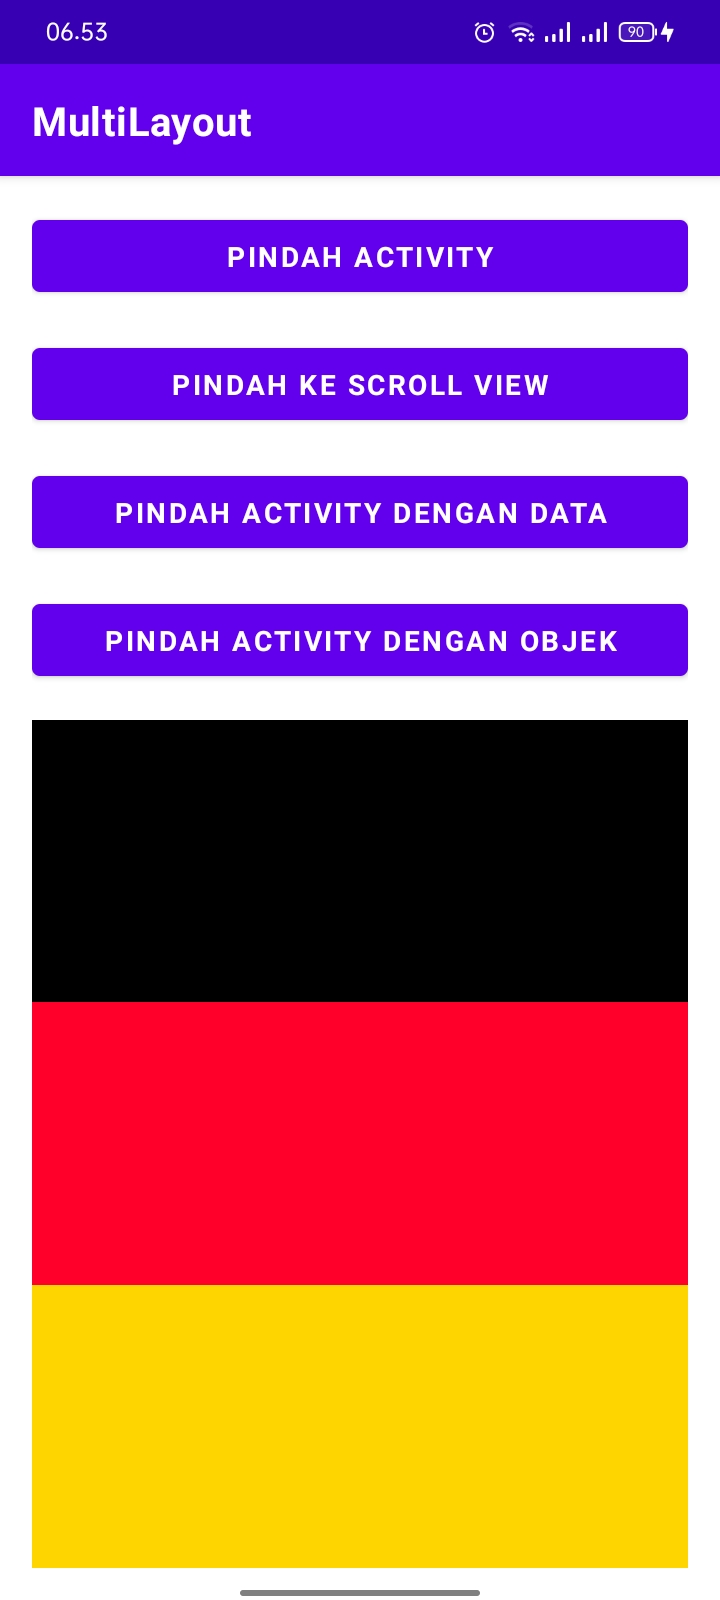 06.53
90
MultiLayout
PINDAH ACTIVITY
PINDAH KE SCROLL VIEW
PINDAH ACTIVITY DENGAN DATA
PINDAH ACTIVITY DENGAN OBJEK